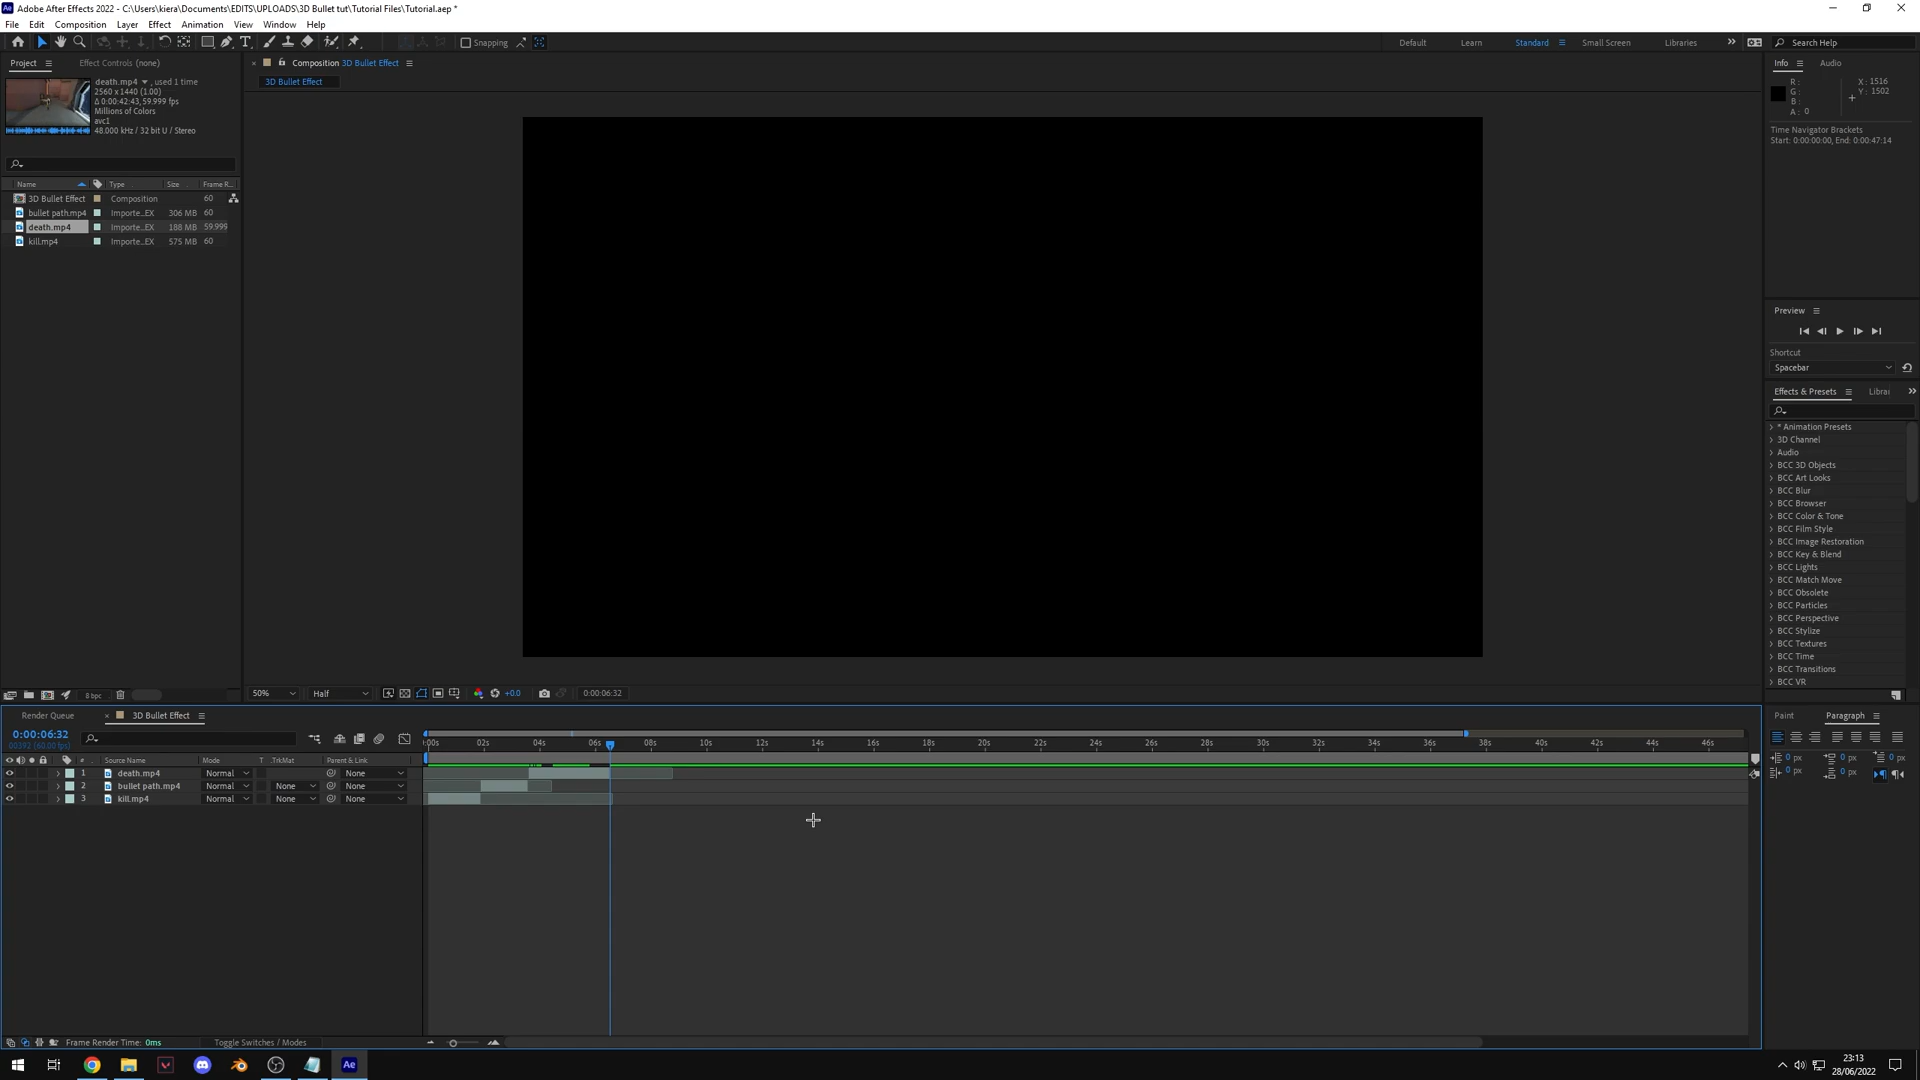 Adobe After Effects 2022 - C:\Users\kiera\Documents\EDITS\UPLOADS\3D Bullet tut\Tutorial Files\Tutorial.aep *
File Edit Composition Layer Effect Animation View Window Help
Snapping
Default Learn Standard Small Screen Libraries Search Help
Project Effect Controls (none)
death.mp4 , used 1 time
2560 x 1440 (1.00)
Δ 0:00:42:43, 59.999 fps
Millions of Colors
avc1
48.000 kHz / 32 bit U / Stereo
Name Type Size Frame R...
3D Bullet Effect Composition 60
bullet path.mp4 Importe...EX 306 MB 60
death.mp4 Importe...EX 188 MB 59.999
kill.mp4 Importe...EX 575 MB 60
8 bpc
Composition 3D Bullet Effect
3D Bullet Effect
50% Half +0.0 0:00:06:32
Info Audio
R :
G :
B :
A : 0
X : 1516
Y : 1502
Time Navigator Brackets
Start: 0:00:00:00, End: 0:00:47:14
Preview
Shortcut
Spacebar
Effects & Presets Librai
* Animation Presets
3D Channel
Audio
BCC 3D Objects
BCC Art Looks
BCC Blur
BCC Browser
BCC Color & Tone
BCC Film Style
BCC Image Restoration
BCC Key & Blend
BCC Lights
BCC Match Move
BCC Obsolete
BCC Particles
BCC Perspective
BCC Stylize
BCC Textures
BCC Time
BCC Transitions
BCC VR
Paint Paragraph
0 px 0 px 0 px
0 px 0 px
Render Queue 3D Bullet Effect
0:00:06:32
00392 (60.00 fps)
:00s 02s 04s 06s 08s 10s 12s 14s 16s 18s 20s 22s 24s 26s 28s 30s 32s 34s 36s 38s 40s 42s 44s 46s
# Source Name Mode T .TrkMat Parent & Link
1 death.mp4 Normal None
2 bullet path.mp4 Normal None None
3 kill.mp4 Normal None None
Frame Render Time: 0ms Toggle Switches / Modes
Ae
23:13
28/06/2022